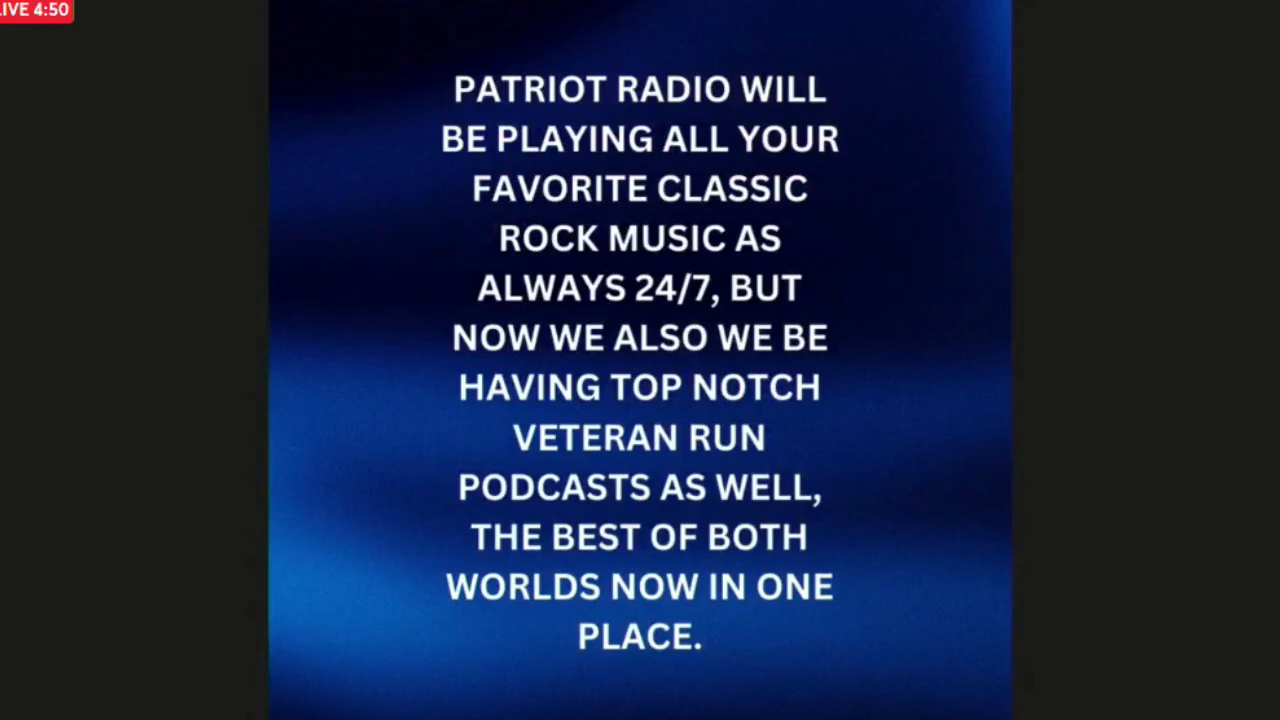 LIVE 4:50
PATRIOT RADIO WILL
BE PLAYING ALL YOUR
FAVORITE CLASSIC
ROCK MUSIC AS
ALWAYS 24/7, BUT
NOW WE ALSO WE BE
HAVING TOP NOTCH
VETERAN RUN
PODCASTS AS WELL,
THE BEST OF BOTH
WORLDS NOW IN ONE
PLACE.